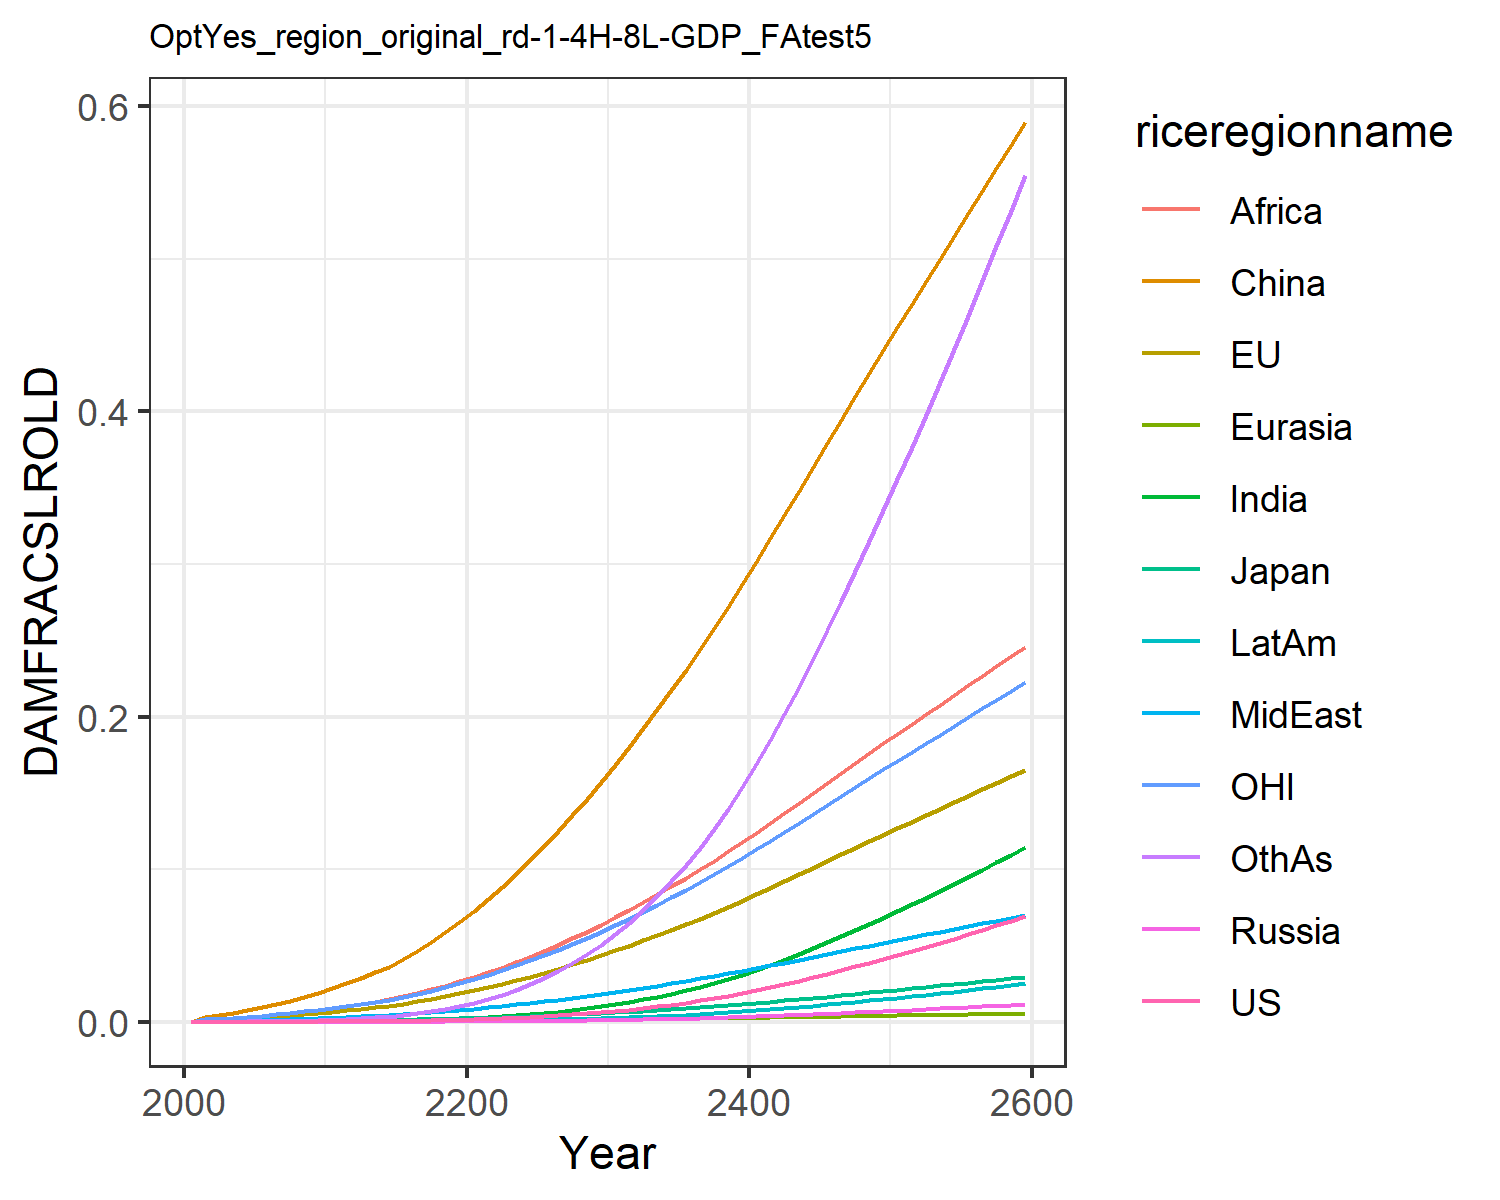 OptYes_region_original_rd-1-4H-8L-GDP_FAtest5
DAMFRACSLROLD
0.6
0.4
0.2
0.0
2000
2200
2400
2600
Year
riceregionname
Africa
China
EU
Eurasia
India
Japan
LatAm
MidEast
OHI
OthAs
Russia
US